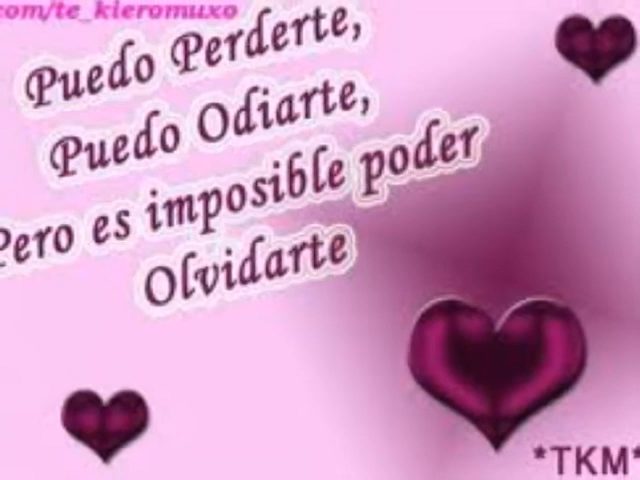 com/te_kieromuxo
Puedo Perderte,
Puedo Odiarte,
Pero es imposible poder
Olvidarte
*TKM*